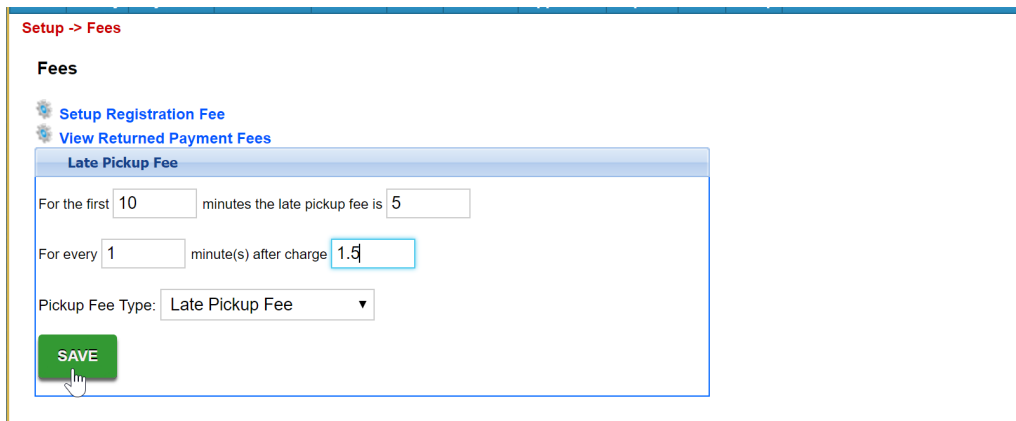 Setup -> Fees
Fees
Setup Registration Fee
View Returned Payment Fees
Late Pickup Fee
For the first 10 minutes the late pickup fee is 5
For every 1 minute(s) after charge 1.5
Pickup Fee Type: Late Pickup Fee
SAVE